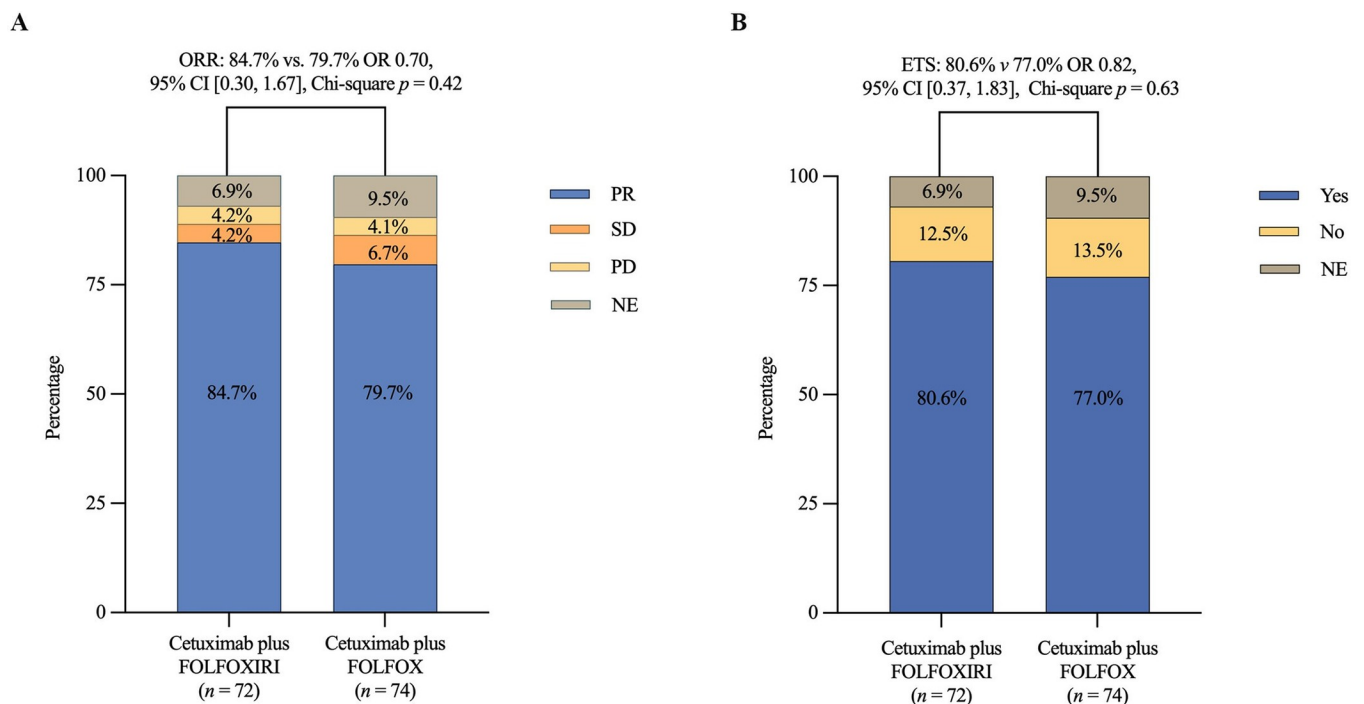 A
ORR: 84.7% vs. 79.7% OR 0.70,
95% CI [0.30, 1.67], Chi-square p = 0.42
100
75
50
25
0
Percentage
6.9%
4.2%
4.2%
84.7%
9.5%
4.1%
6.7%
79.7%
PR
SD
PD
NE
Cetuximab plus
FOLFOXIRI
(n = 72)
Cetuximab plus
FOLFOX
(n = 74)
B
ETS: 80.6% v 77.0% OR 0.82,
95% CI [0.37, 1.83], Chi-square p = 0.63
100
75
50
25
0
Percentage
6.9%
12.5%
80.6%
9.5%
13.5%
77.0%
Yes
No
NE
Cetuximab plus
FOLFOXIRI
(n = 72)
Cetuximab plus
FOLFOX
(n = 74)